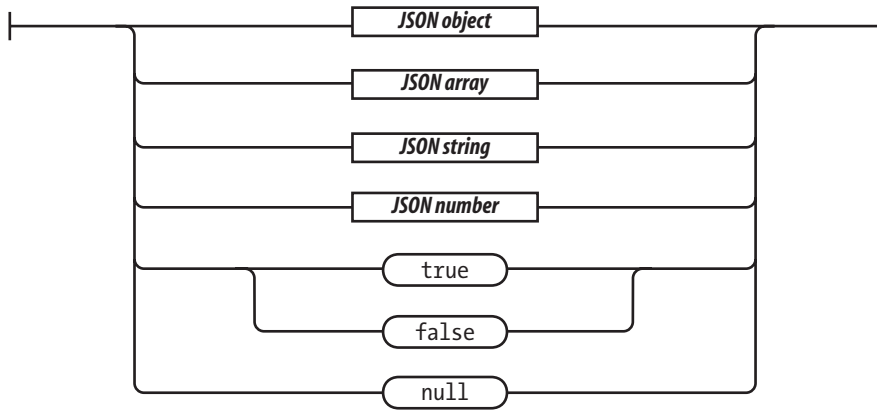 JSON object
JSON array
JSON string
JSON number
true
false
null